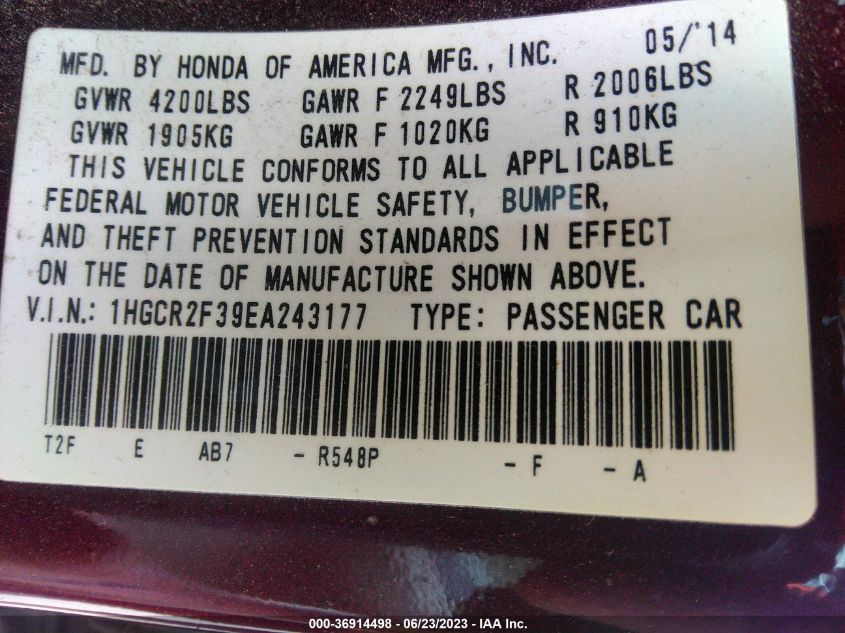 MFD. BY HONDA OF AMERICA MFG., INC. 05/'14
GVWR 4200LBS GAWR F 2249LBS R 2006LBS
GVWR 1905KG GAWR F 1020KG R 910KG
THIS VEHICLE CONFORMS TO ALL APPLICABLE
FEDERAL MOTOR VEHICLE SAFETY, BUMPER,
AND THEFT PREVENTION STANDARDS IN EFFECT
ON THE DATE OF MANUFACTURE SHOWN ABOVE.
V.I.N.: 1HGCR2F39EA243177 TYPE: PASSENGER CAR
T2F E AB7 - R548P - F - A
000-36914498 - 06/23/2023 - IAA Inc.